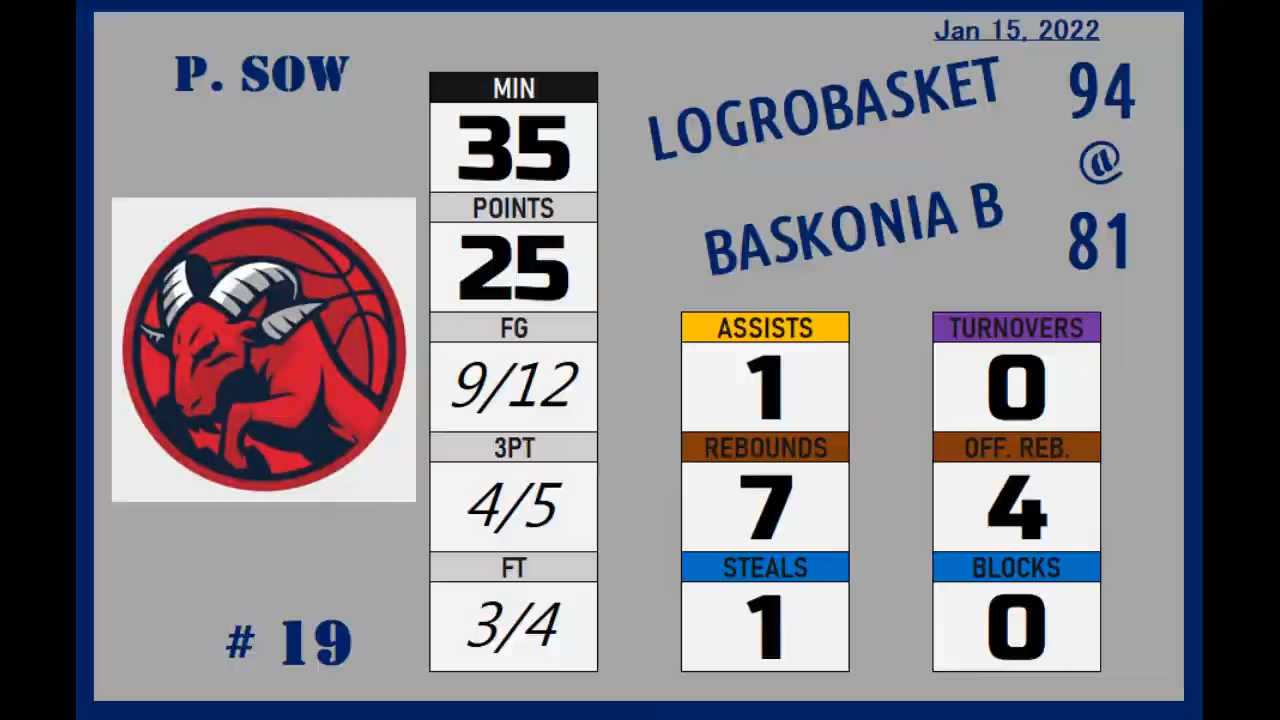 Jan 15, 2022
P. SOW
LOGROBASKET 94
@
BASKONIA B 81
MIN
35
POINTS
25
FG
9/12
3PT
4/5
FT
3/4
ASSISTS
1
REBOUNDS
7
STEALS
1
TURNOVERS
0
OFF. REB.
4
BLOCKS
0
# 19